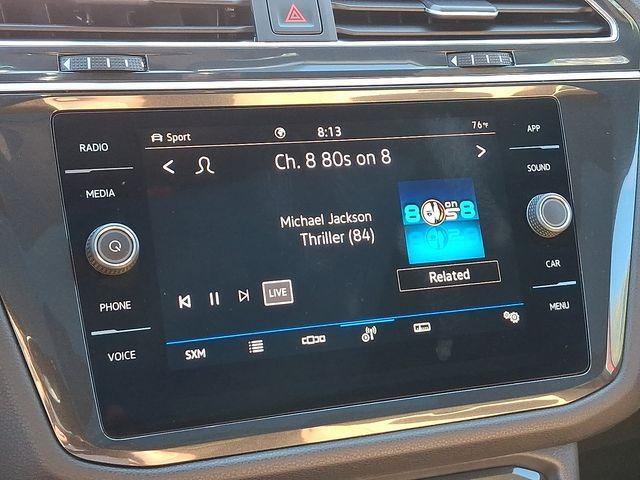 RADIO
MEDIA
PHONE
VOICE
Sport
8:13
76°F
Ch. 8 80s on 8
Michael Jackson
Thriller (84)
8 on 8
Related
LIVE
SXM
APP
SOUND
CAR
MENU